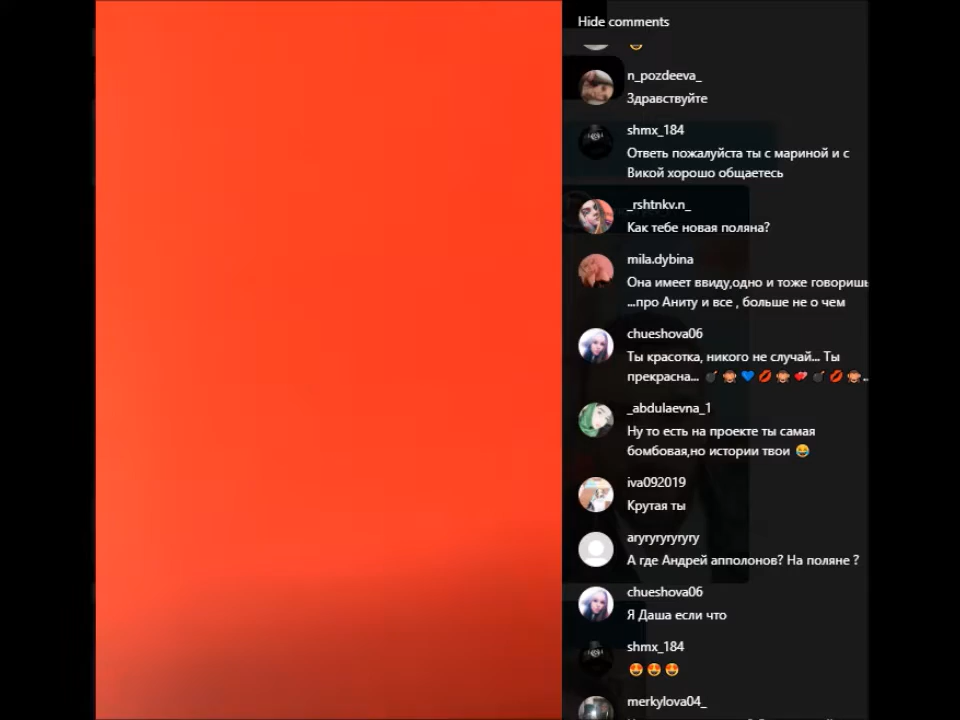 Hide comments
n_pozdeeva_
Здравствуйте
shmx_184
Ответь пожалуйста ты с мариной и с
Викой хорошо общаетесь
_rshtnkv.n_
Как тебе новая поляна?
mila.dybina
Она имеет ввиду,одно и тоже говоришь
...про Аниту и все , больше не о чем
chueshova06
Ты красотка, никого не случай... Ты
прекрасна... 💣🐵💙💋🐵💕💣💋🐵..
_abdulaevna_1
Ну то есть на проекте ты самая
бомбовая,но истории твои 😂
iva092019
Крутая ты
aryryryryryry
А где Андрей апполонов? На поляне ?
chueshova06
Я Даша если что
shmx_184
😍😍😍
merkylova04_